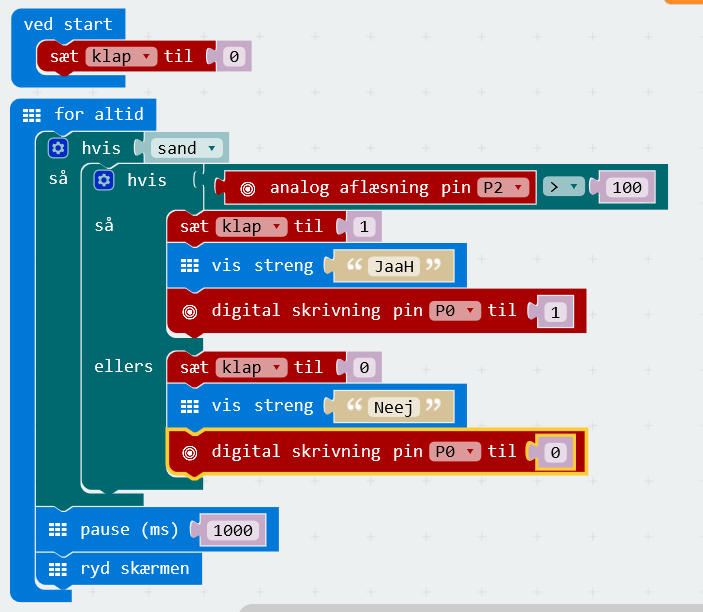 ved start
sæt klap til 0
for altid
hvis sand
så hvis analog aflæsning pin P2 > 100
så sæt klap til 1
vis streng “ JaaH ”
digital skrivning pin P0 til 1
ellers sæt klap til 0
vis streng “ Neej ”
digital skrivning pin P0 til 0
pause (ms) 1000
ryd skærmen